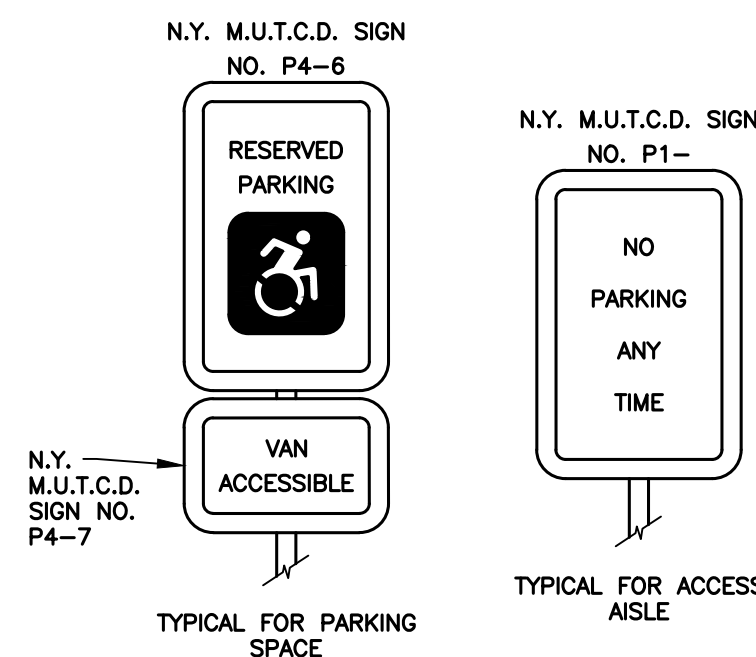 N.Y. M.U.T.C.D. SIGN
NO. P4-6
RESERVED
PARKING
VAN
ACCESSIBLE
N.Y.
M.U.T.C.D.
SIGN NO.
P4-7
TYPICAL FOR PARKING
SPACE
N.Y. M.U.T.C.D. SIGN
NO. P1-
NO
PARKING
ANY
TIME
TYPICAL FOR ACCESS
AISLE